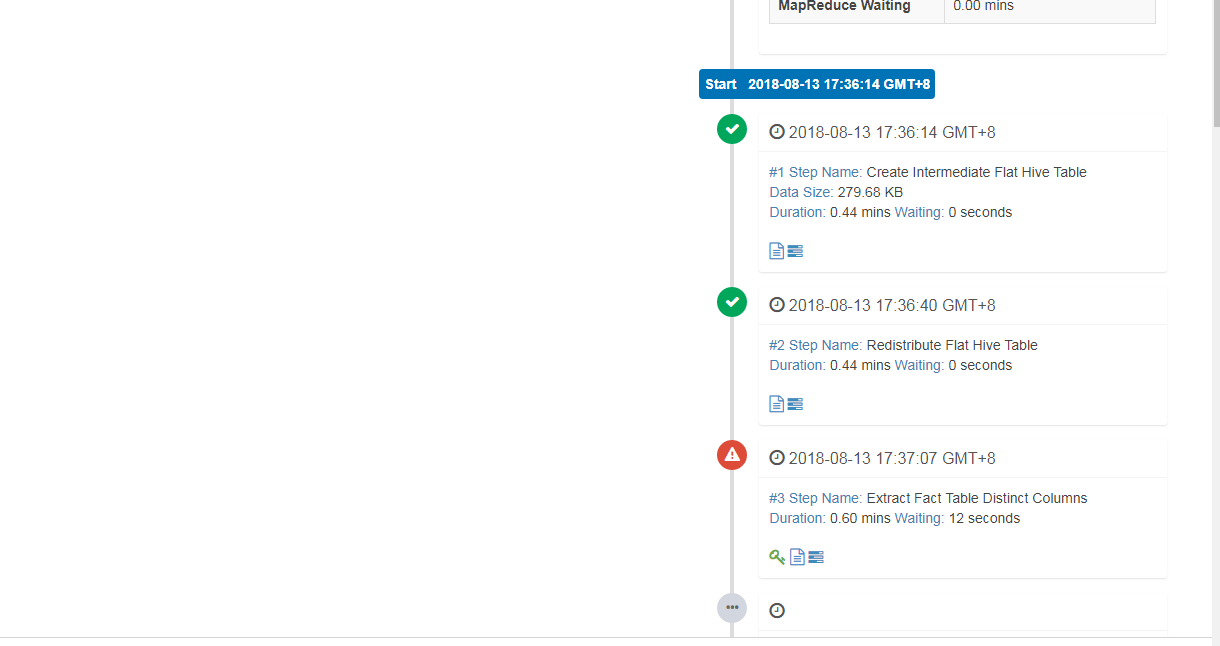 MapReduce Waiting 0.00 mins
Start 2018-08-13 17:36:14 GMT+8
2018-08-13 17:36:14 GMT+8
#1 Step Name: Create Intermediate Flat Hive Table
Data Size: 279.68 KB
Duration: 0.44 mins Waiting: 0 seconds
2018-08-13 17:36:40 GMT+8
#2 Step Name: Redistribute Flat Hive Table
Duration: 0.44 mins Waiting: 0 seconds
2018-08-13 17:37:07 GMT+8
#3 Step Name: Extract Fact Table Distinct Columns
Duration: 0.60 mins Waiting: 12 seconds